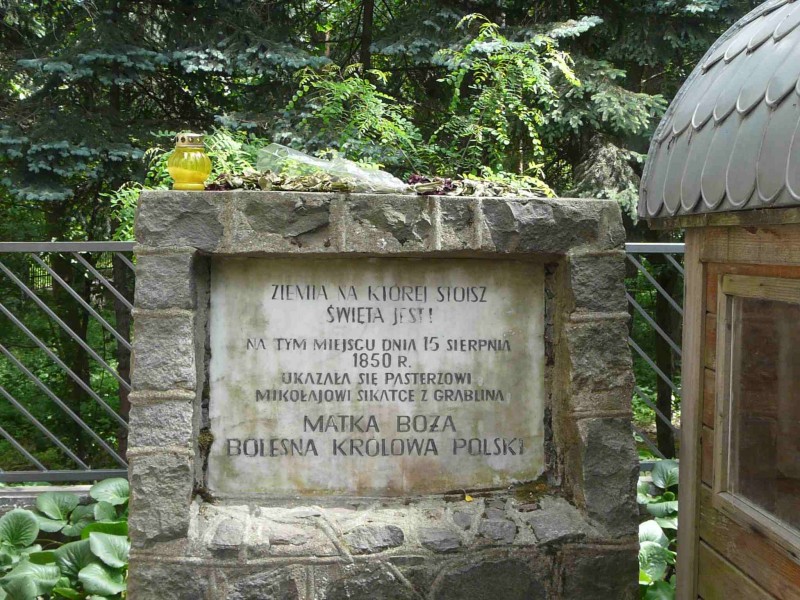 ZIEMIA NA KTÓREJ STOISZ
ŚWIĘTA JEST!
NA TYM MIEJSCU DNIA 15 SIERPNIA
1850 R.
UKAZAŁA SIĘ PASTERZOWI
MIKOŁAJOWI SIKATCE Z GRĄBLINA
MATKA BOŻA
BOLESNA KRÓLOWA POLSKI